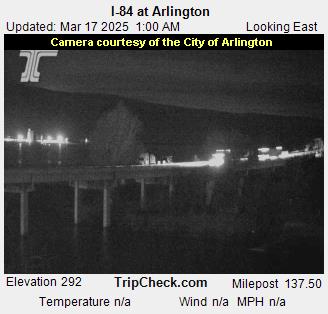 I-84 at Arlington
Updated: Mar 17 2025 1:00 AM Looking East
Camera courtesy of the City of Arlington
Elevation 292 TripCheck.com Milepost 137.50
Temperature n/a Wind n/a MPH n/a